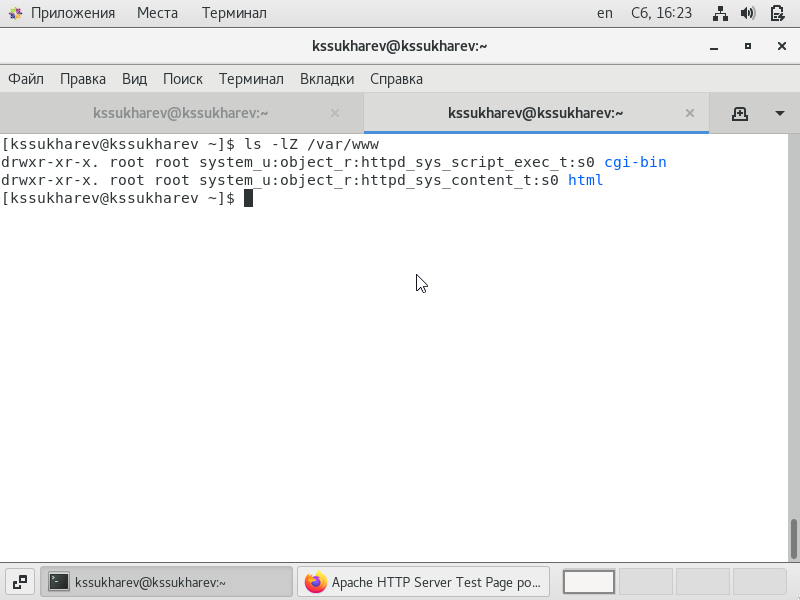 Приложения Места Терминал en Сб, 16:23
kssukharev@kssukharev:~
Файл Правка Вид Поиск Терминал Вкладки Справка
kssukharev@kssukharev:~ kssukharev@kssukharev:~
[kssukharev@kssukharev ~]$ ls -lZ /var/www
drwxr-xr-x. root root system_u:object_r:httpd_sys_script_exec_t:s0 cgi-bin
drwxr-xr-x. root root system_u:object_r:httpd_sys_content_t:s0 html
[kssukharev@kssukharev ~]$
kssukharev@kssukharev:~ Apache HTTP Server Test Page po...